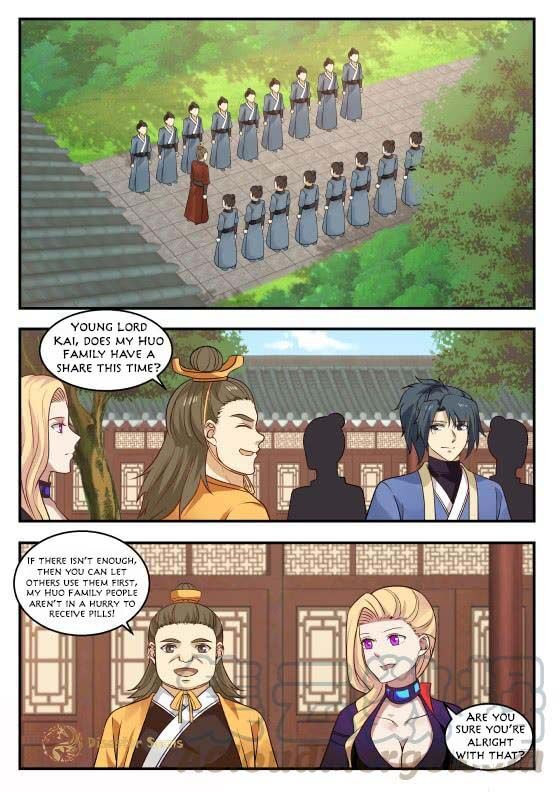 YOUNG LORD
KAI, DOES MY HUO
FAMILY HAVE A
SHARE THIS TIME?
IF THERE ISN'T ENOUGH,
THEN YOU CAN LET
OTHERS USE THEM FIRST,
MY HUO FAMILY PEOPLE
AREN'T IN A HURRY TO
RECEIVE PILLS!
ARE YOU
SURE YOU'RE
ALRIGHT
WITH THAT?